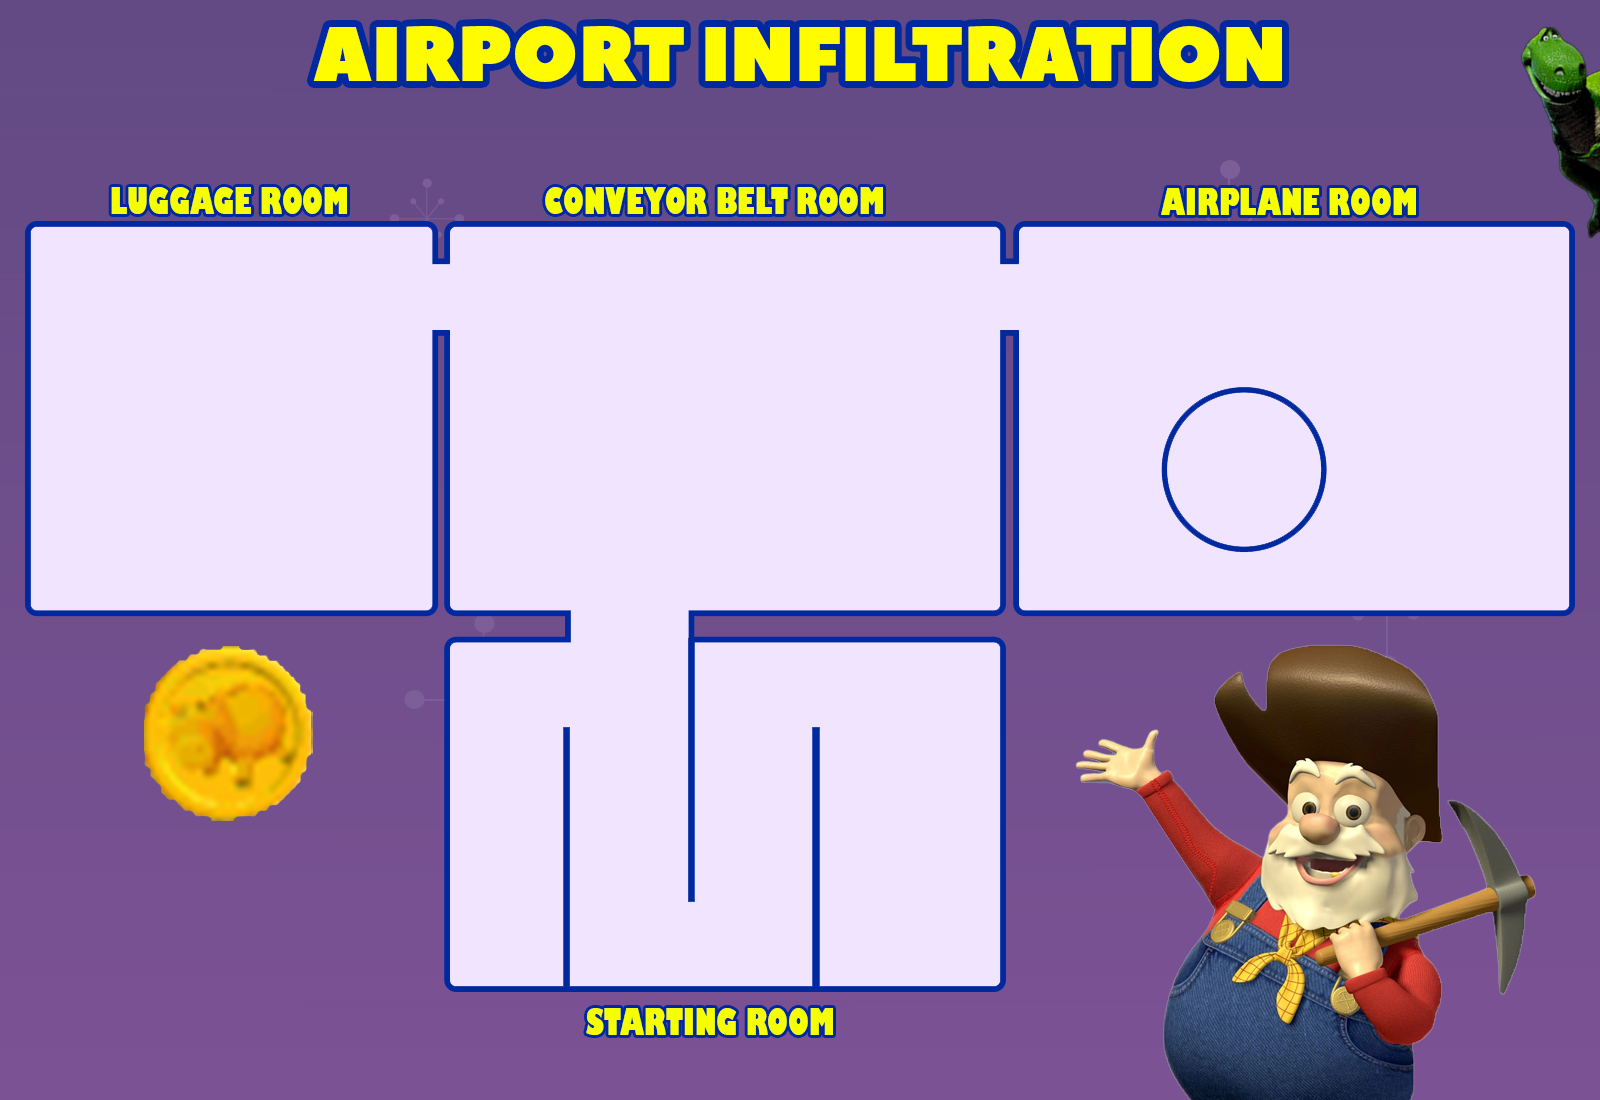 AIRPORT INFILTRATION
LUGGAGE ROOM
CONVEYOR BELT ROOM
AIRPLANE ROOM
STARTING ROOM